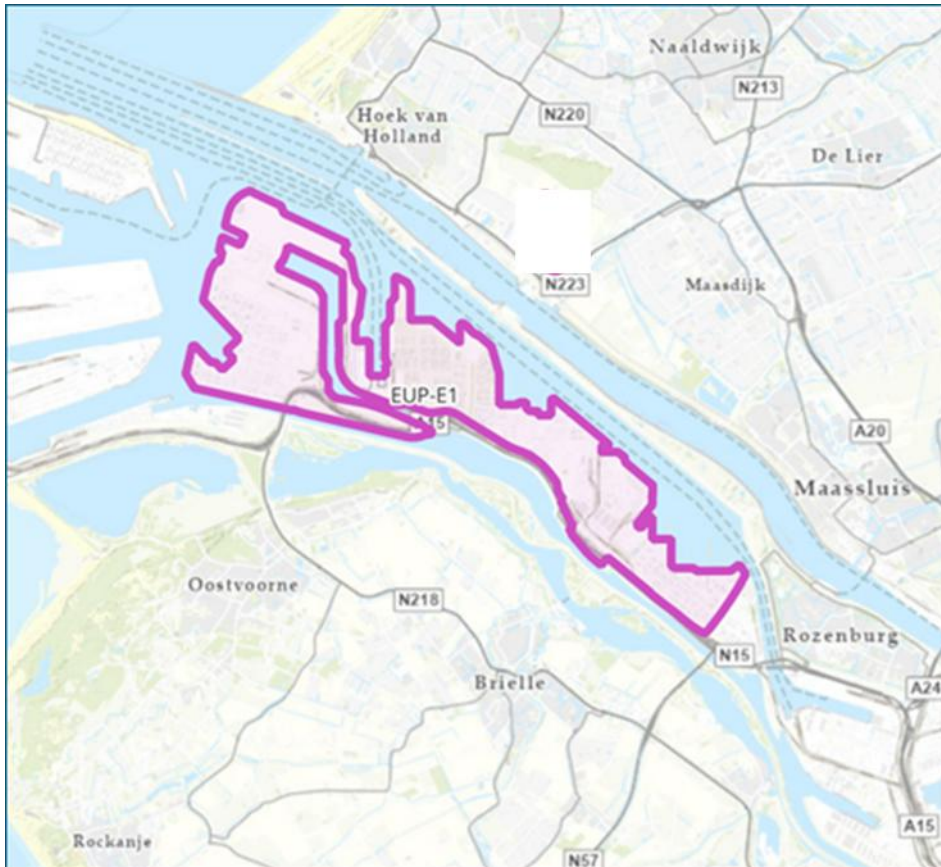 Naaldwijk
N213
Hoek van
Holland
N220
De Lier
N223
Maasdijk
EUP-E1
A15
A20
Maassluis
Oostvoorne
N218
Rozenburg
N15
Brielle
A24
A15
Rockanje
N57